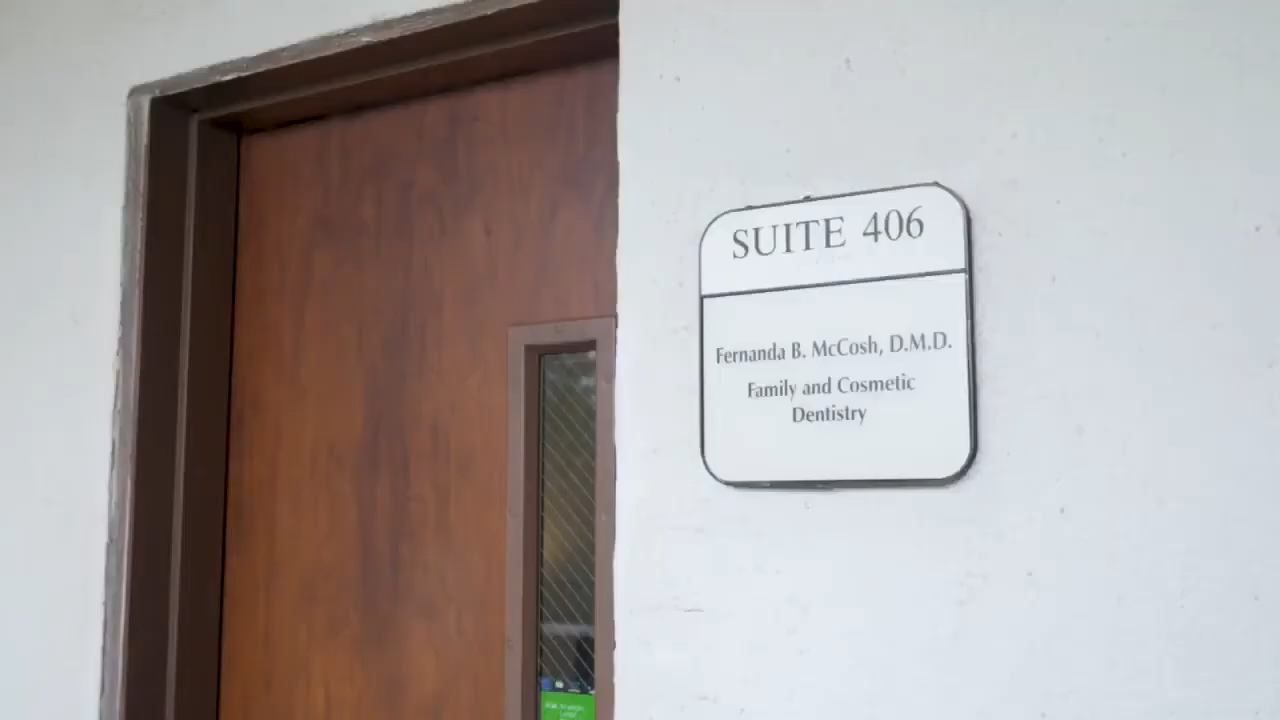 SUITE 406
Fernanda B. McCosh, D.M.D.
Family and Cosmetic
Dentistry